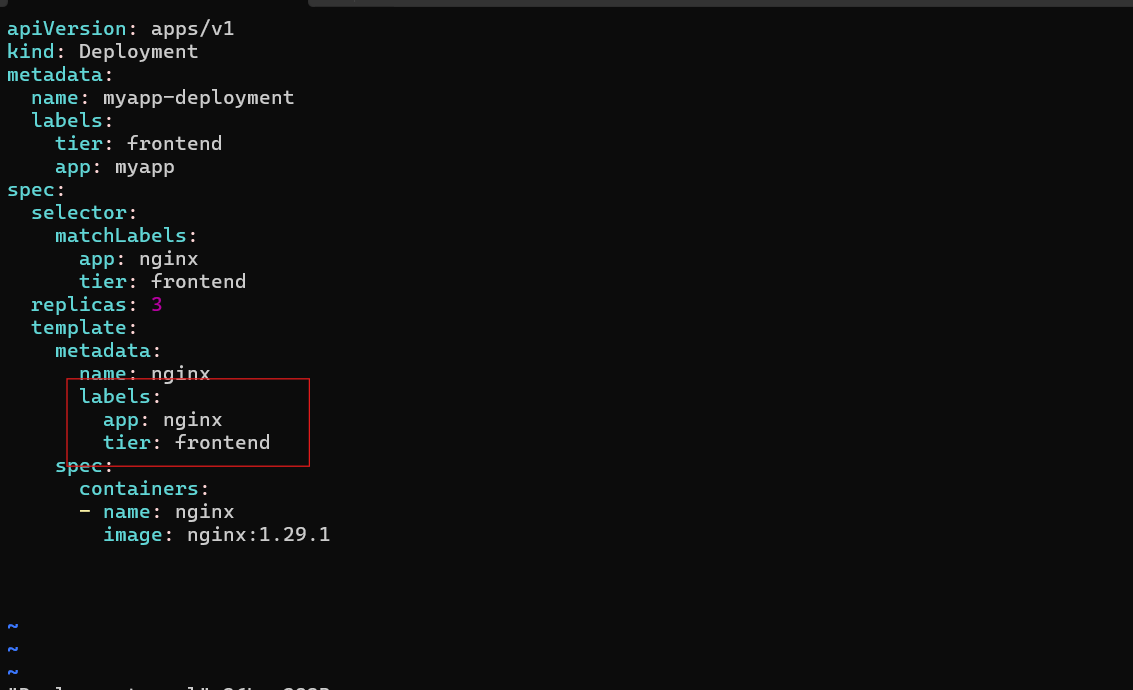 apiVersion: apps/v1
kind: Deployment
metadata:
  name: myapp-deployment
  labels:
    tier: frontend
    app: myapp
spec:
  selector:
    matchLabels:
      app: nginx
      tier: frontend
  replicas: 3
  template:
    metadata:
      name: nginx
      labels:
        app: nginx
        tier: frontend
    spec:
      containers:
      - name: nginx
        image: nginx:1.29.1
~
~
~